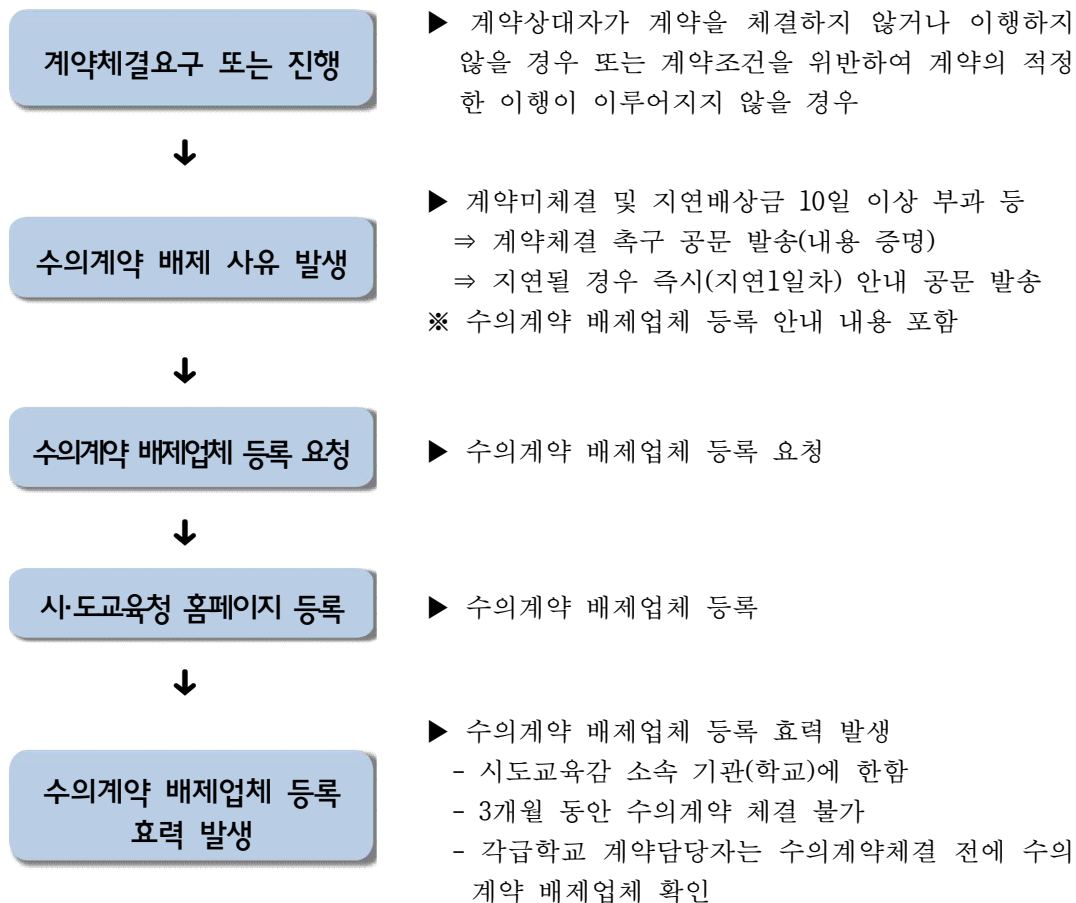 계약체결요구 또는 진행
▶ 계약상대자가 계약을 체결하지 않거나 이행하지
않을 경우 또는 계약조건을 위반하여 계약의 적정
한 이행이 이루어지지 않을 경우
↓
수의계약 배제 사유 발생
▶ 계약미체결 및 지연배상금 10일 이상 부과 등
⇒ 계약체결 촉구 공문 발송(내용 증명)
⇒ 지연될 경우 즉시(지연1일차) 안내 공문 발송
※ 수의계약 배제업체 등록 안내 내용 포함
↓
수의계약 배제업체 등록 요청
▶ 수의계약 배제업체 등록 요청
↓
시·도교육청 홈페이지 등록
▶ 수의계약 배제업체 등록
↓
수의계약 배제업체 등록
효력 발생
▶ 수의계약 배제업체 등록 효력 발생
- 시도교육감 소속 기관(학교)에 한함
- 3개월 동안 수의계약 체결 불가
- 각급학교 계약담당자는 수의계약체결 전에 수의
계약 배제업체 확인